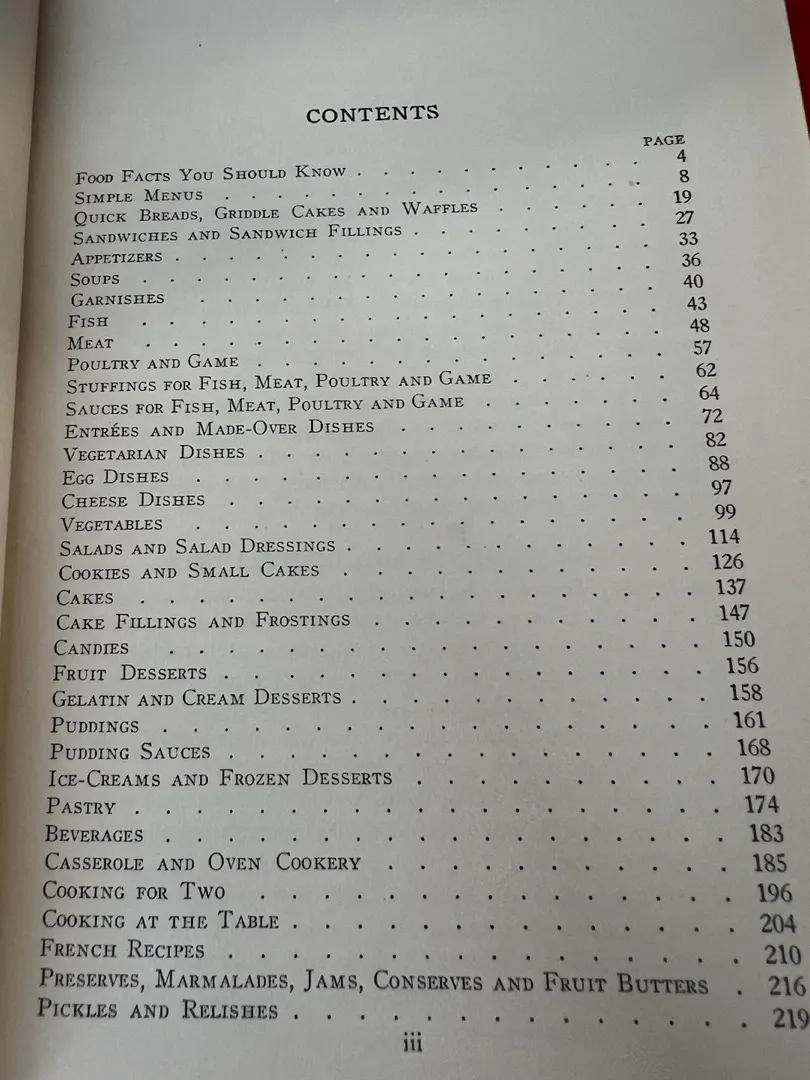 CONTENTS
PAGE
FOOD FACTS YOU SHOULD KNOW . . . . . . . . . . 4
SIMPLE MENUS . . . . . . . . . . . . . . 8
QUICK BREADS, GRIDDLE CAKES AND WAFFLES . . . . . 19
SANDWICHES AND SANDWICH FILLINGS . . . . . . . . 27
APPETIZERS . . . . . . . . . . . . . . . . 33
SOUPS . . . . . . . . . . . . . . . . . . 36
GARNISHES . . . . . . . . . . . . . . . . 40
FISH . . . . . . . . . . . . . . . . . . 43
MEAT . . . . . . . . . . . . . . . . . . 48
POULTRY AND GAME . . . . . . . . . . . . . . 57
STUFFINGS FOR FISH, MEAT, POULTRY AND GAME . . . . . . 62
SAUCES FOR FISH, MEAT, POULTRY AND GAME . . . . . . . 64
ENTRÉES AND MADE-OVER DISHES . . . . . . . . . . 72
VEGETARIAN DISHES . . . . . . . . . . . . . . 82
EGG DISHES . . . . . . . . . . . . . . . . 88
CHEESE DISHES . . . . . . . . . . . . . . . 97
VEGETABLES . . . . . . . . . . . . . . . . 99
SALADS AND SALAD DRESSINGS . . . . . . . . . . . 114
COOKIES AND SMALL CAKES . . . . . . . . . . . 126
CAKES . . . . . . . . . . . . . . . . . . 137
CAKE FILLINGS AND FROSTINGS . . . . . . . . . . 147
CANDIES . . . . . . . . . . . . . . . . . 150
FRUIT DESSERTS . . . . . . . . . . . . . . . 156
GELATIN AND CREAM DESSERTS . . . . . . . . . . . 158
PUDDINGS . . . . . . . . . . . . . . . . . 161
PUDDING SAUCES . . . . . . . . . . . . . . . 168
ICE-CREAMS AND FROZEN DESSERTS . . . . . . . . . 170
PASTRY . . . . . . . . . . . . . . . . . . 174
BEVERAGES . . . . . . . . . . . . . . . . . 183
CASSEROLE AND OVEN COOKERY . . . . . . . . . . 185
COOKING FOR TWO . . . . . . . . . . . . . . 196
COOKING AT THE TABLE . . . . . . . . . . . . . 204
FRENCH RECIPES . . . . . . . . . . . . . . . 210
PRESERVES, MARMALADES, JAMS, CONSERVES AND FRUIT BUTTERS . 216
PICKLES AND RELISHES . . . . . . . . . . . . . 219
iii